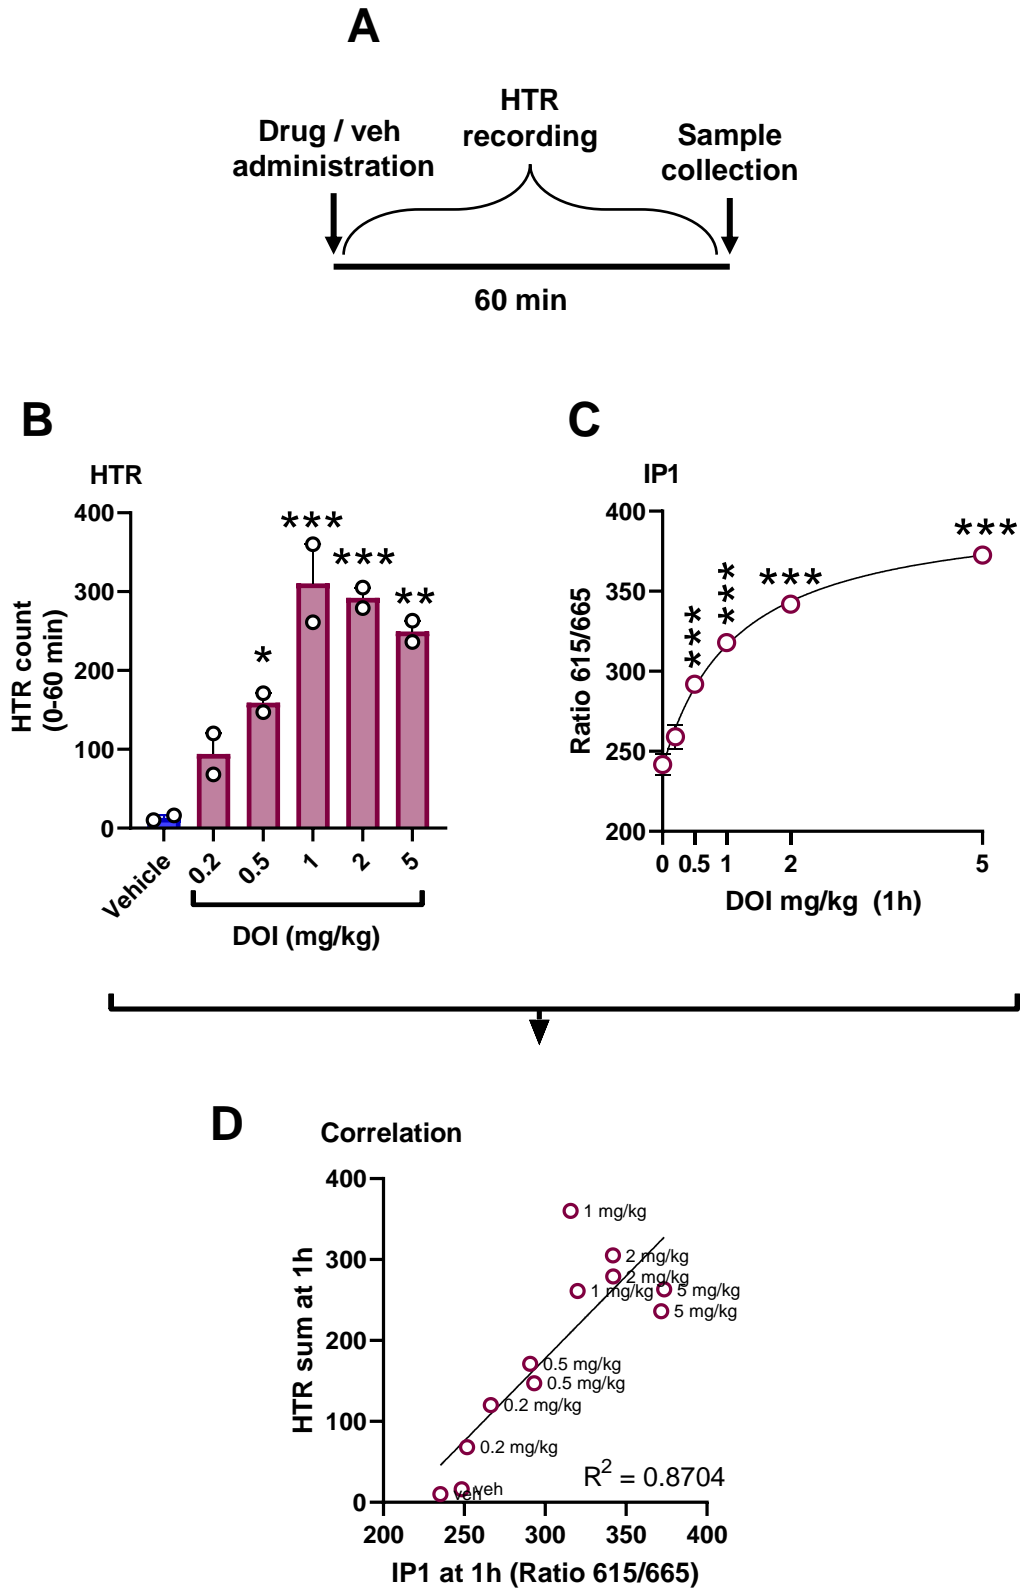 A
HTR
recording
Drug / veh
administration
Sample
collection
60 min
B
HTR
400
300
200
100
0
HTR count
(0-60 min)
***
***
**
*
Vehicle
0.2
0.5
1
2
5
DOI (mg/kg)
C
IP1
400
350
300
250
200
Ratio 615/665
***
***
***
***
0
0.5
1
2
5
DOI mg/kg (1h)
D
Correlation
400
300
200
100
0
HTR sum at 1h
1 mg/kg
2 mg/kg
2 mg/kg
1 mg/kg
5 mg/kg
5 mg/kg
0.5 mg/kg
0.5 mg/kg
0.2 mg/kg
0.2 mg/kg
veh
veh
R² = 0.8704
200
250
300
350
400
IP1 at 1h (Ratio 615/665)